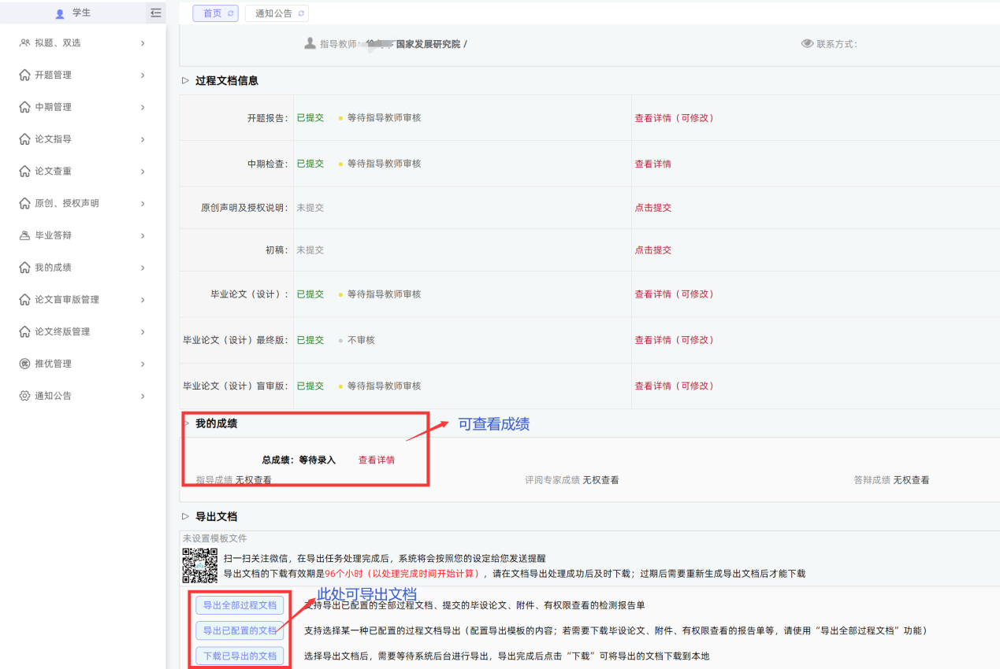 学生
首页
通知公告
拟题、双选
开题管理
中期管理
论文指导
论文查重
原创、授权声明
毕业答辩
我的成绩
论文盲审版管理
论文终版管理
推优管理
通知公告
指导教师: 国家发展研究院 /
联系方式:
过程文档信息
开题报告: 已提交 等待指导教师审核 查看详情（可修改）
中期检查: 已提交 等待指导教师审核 查看详情
原创声明及授权说明: 未提交 点击提交
初稿: 未提交 点击提交
毕业论文（设计）: 已提交 等待指导教师审核 查看详情（可修改）
毕业论文（设计）最终版: 已提交 不审核 查看详情（可修改）
毕业论文（设计）盲审版: 已提交 等待指导教师审核 查看详情（可修改）
我的成绩
可查看成绩
总成绩: 等待录入 查看详情
指导成绩 无权查看 评阅专家成绩 无权查看 答辩成绩 无权查看
导出文档
未设置模板文件
扫一扫关注微信，在导出任务处理完成后，系统将会按照您的设定给您发送提醒
导出文档的下载有效期是96个小时（以处理完成时间开始计算），请在文档导出处理成功后及时下载；过期后需要重新生成导出文档后才能下载
此处可导出文档
导出全部过程文档 支持导出已配置的全部过程文档、提交的毕设论文、附件、有权限查看的检测报告单
导出已配置的文档 支持选择某一种已配置的过程文档导出（配置导出模板的内容；若需要下载毕设论文、附件、有权限查看的报告单等，请使用“导出全部过程文档”功能）
下载已导出的文档 选择导出文档后，需要等待系统后台进行导出，导出完成后点击“下载”可将导出的文档下载到本地